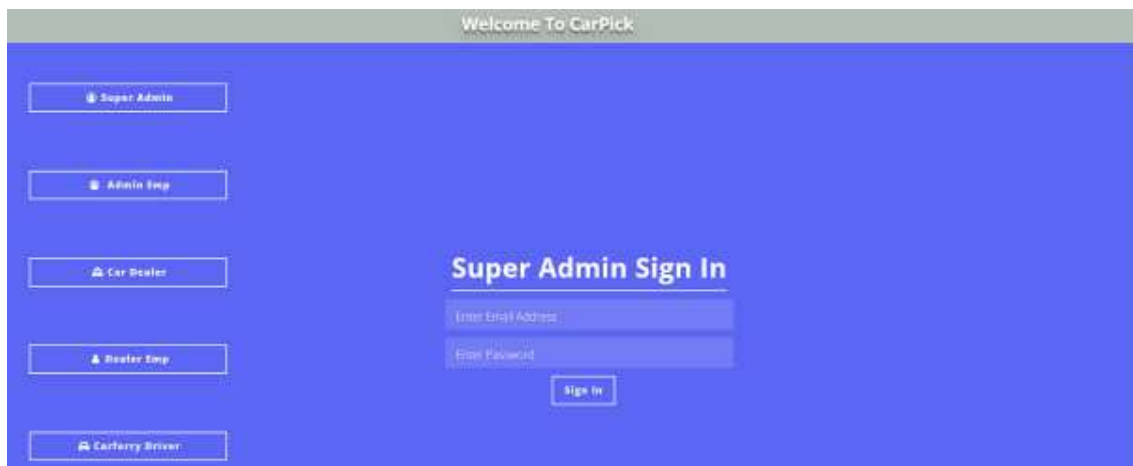 Welcome To CarPick
Super Admin
Admin Emp
Car Dealer
Dealer Emp
Carferry Driver
Super Admin Sign In
Enter Email Address
Enter Password
Sign In